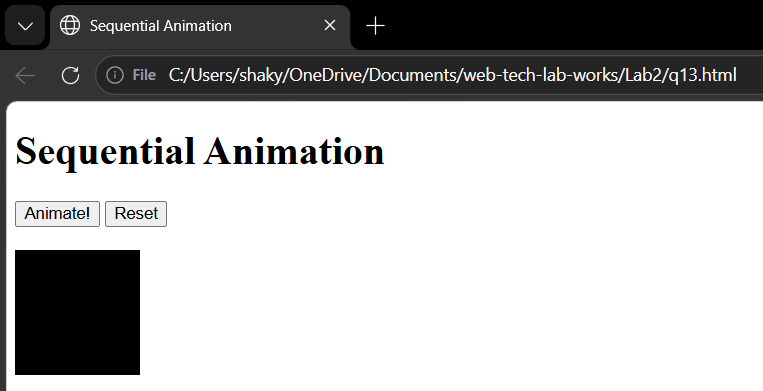 Sequential Animation
File C:/Users/shaky/OneDrive/Documents/web-tech-lab-works/Lab2/q13.html
Sequential Animation
Animate! Reset